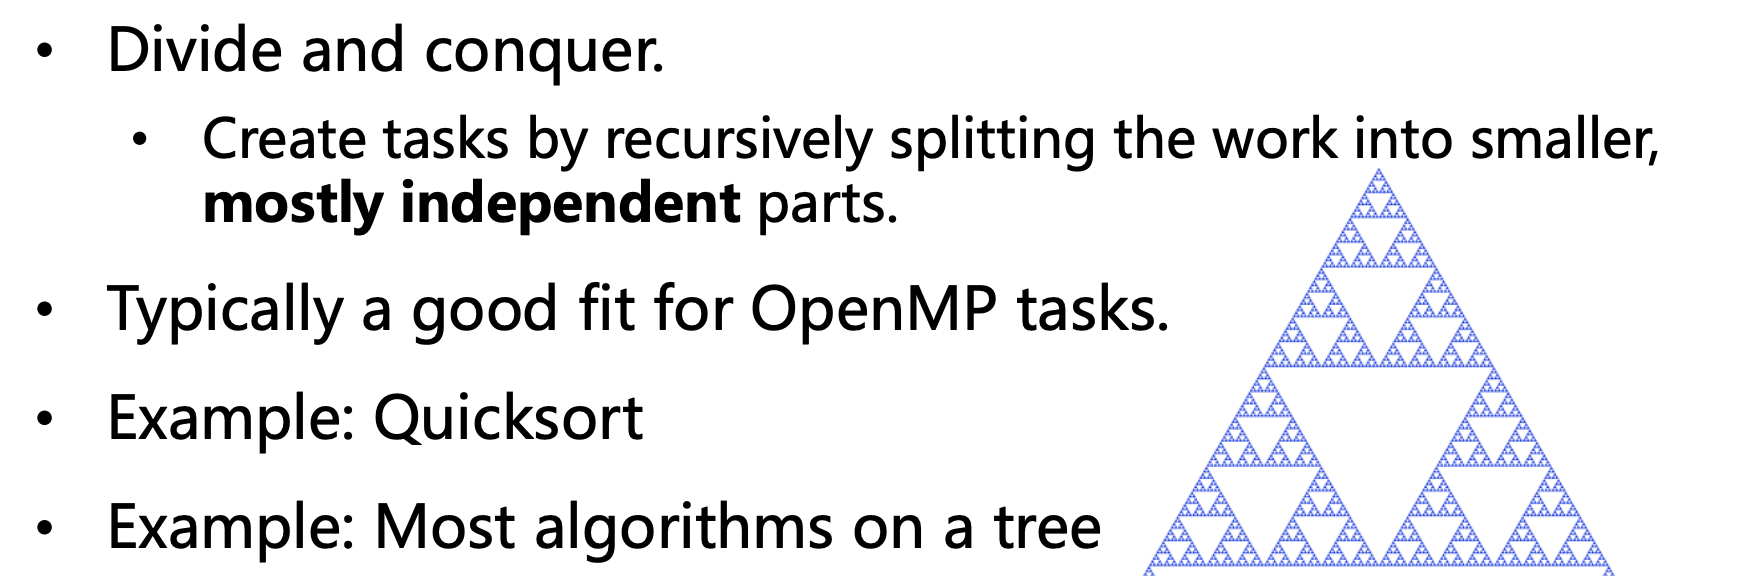 • Divide and conquer.
• Create tasks by recursively splitting the work into smaller,
mostly independent parts.
• Typically a good fit for OpenMP tasks.
• Example: Quicksort
• Example: Most algorithms on a tree